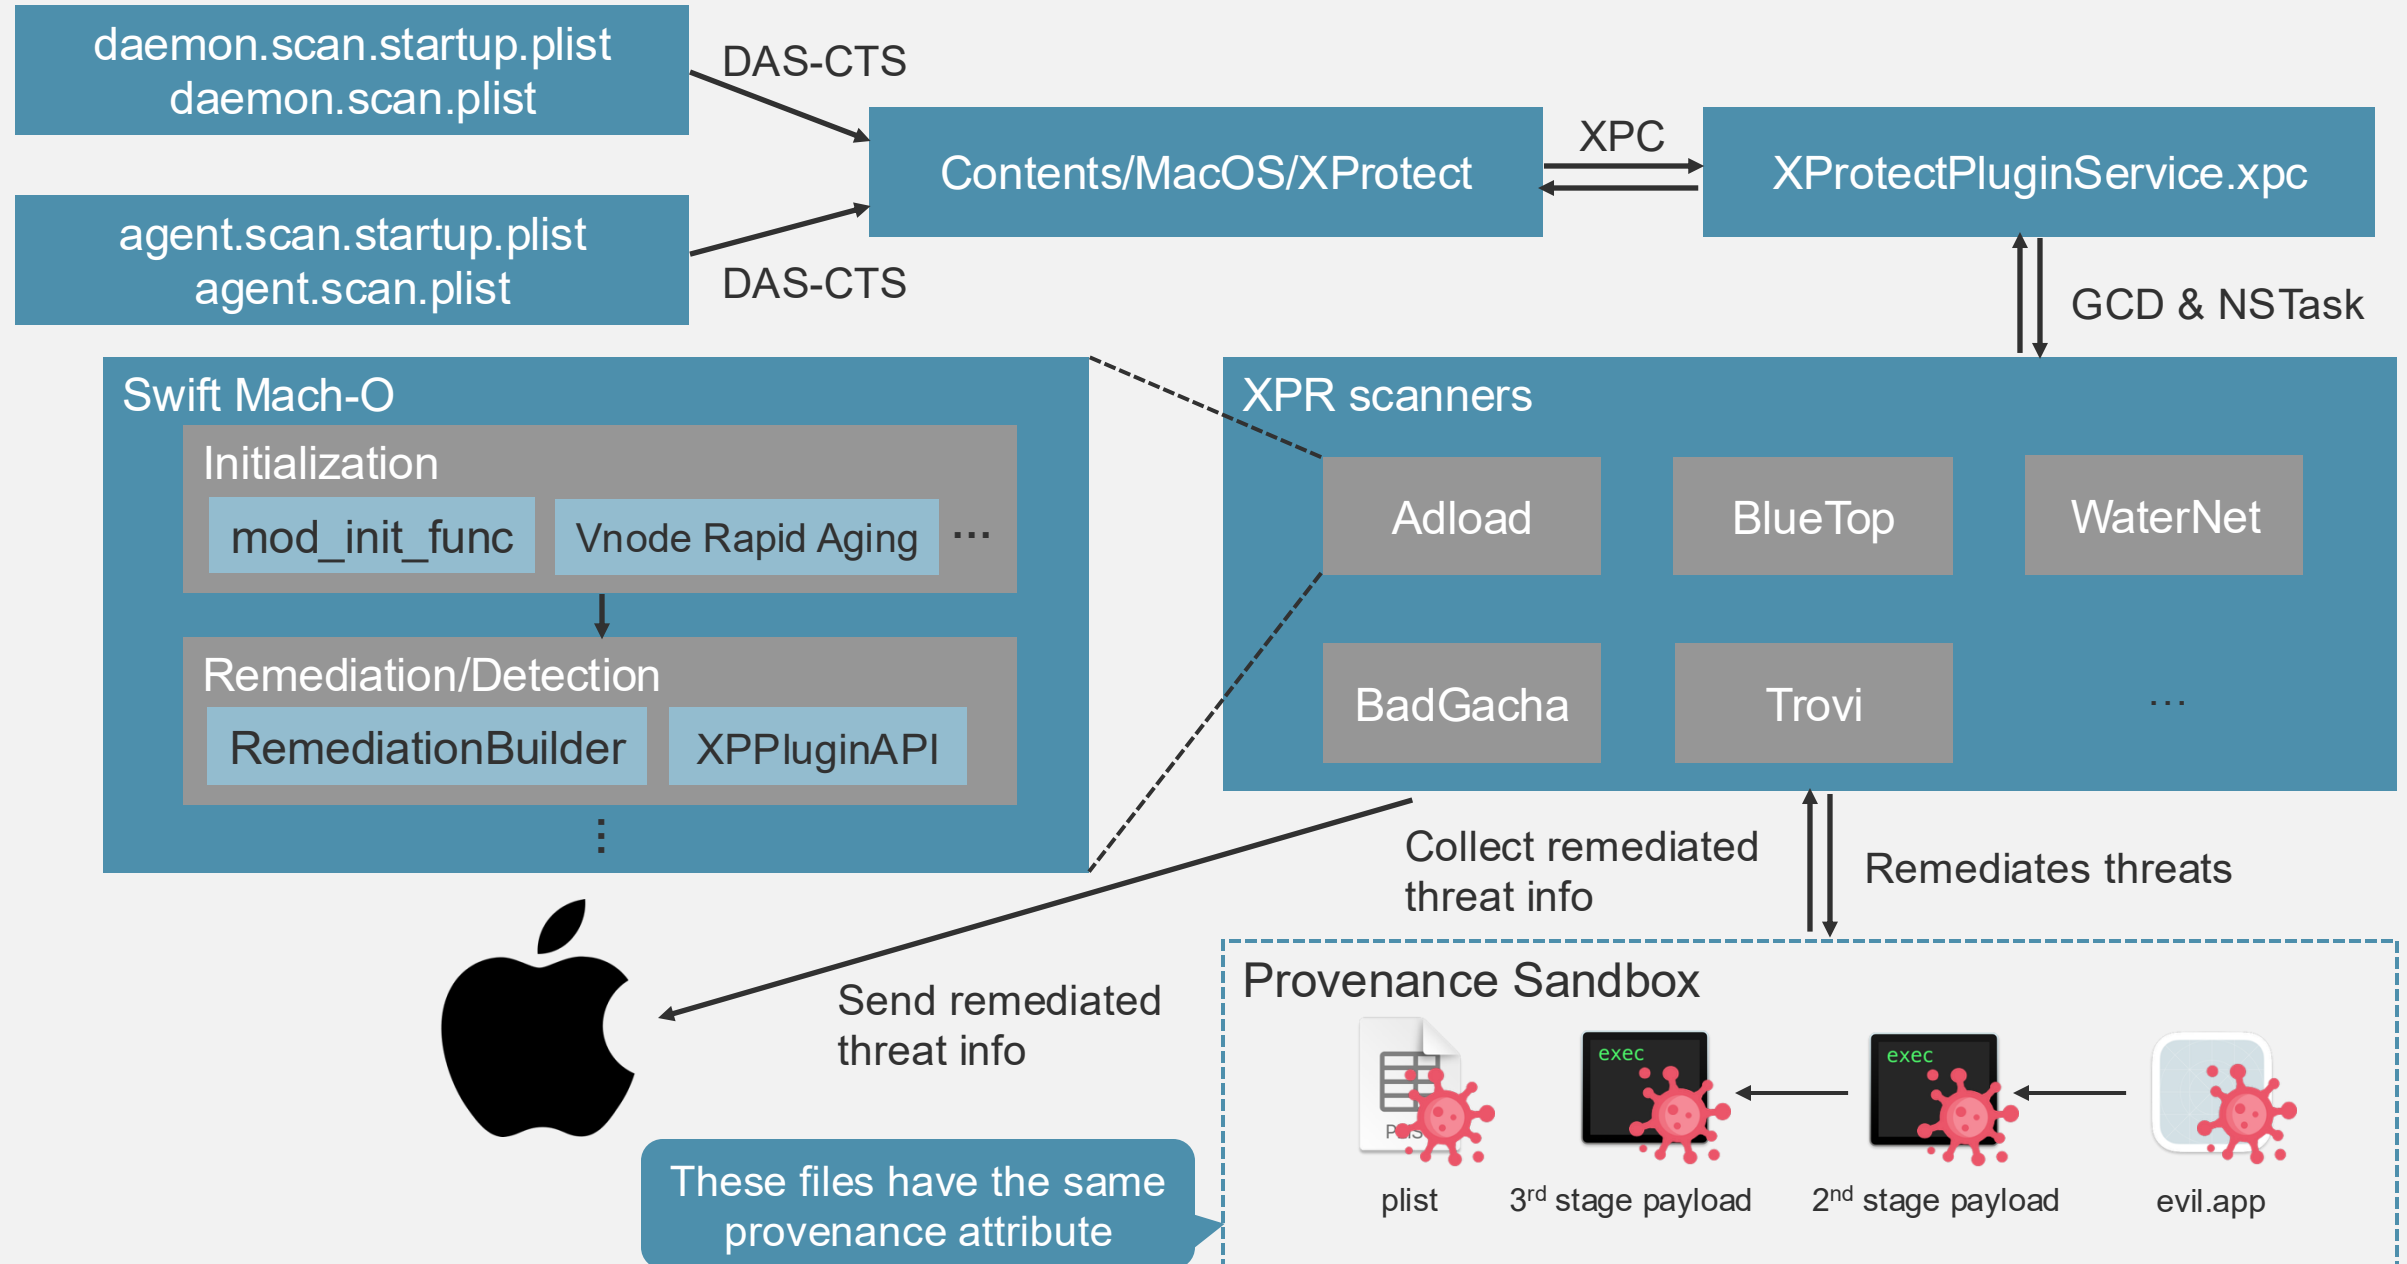 daemon.scan.startup.plist
daemon.scan.plist
DAS-CTS
Contents/MacOS/XProtect
XPC
XProtectPluginService.xpc
agent.scan.startup.plist
agent.scan.plist
DAS-CTS
GCD & NSTask
Swift Mach-O
Initialization
mod_init_func
Vnode Rapid Aging
...
Remediation/Detection
RemediationBuilder
XPPluginAPI
⋮
XPR scanners
Adload
BlueTop
WaterNet
BadGacha
Trovi
...
Collect remediated
threat info
Remediates threats
Send remediated
threat info
Provenance Sandbox
exec
exec
plist
3rd stage payload
2nd stage payload
evil.app
These files have the same
provenance attribute